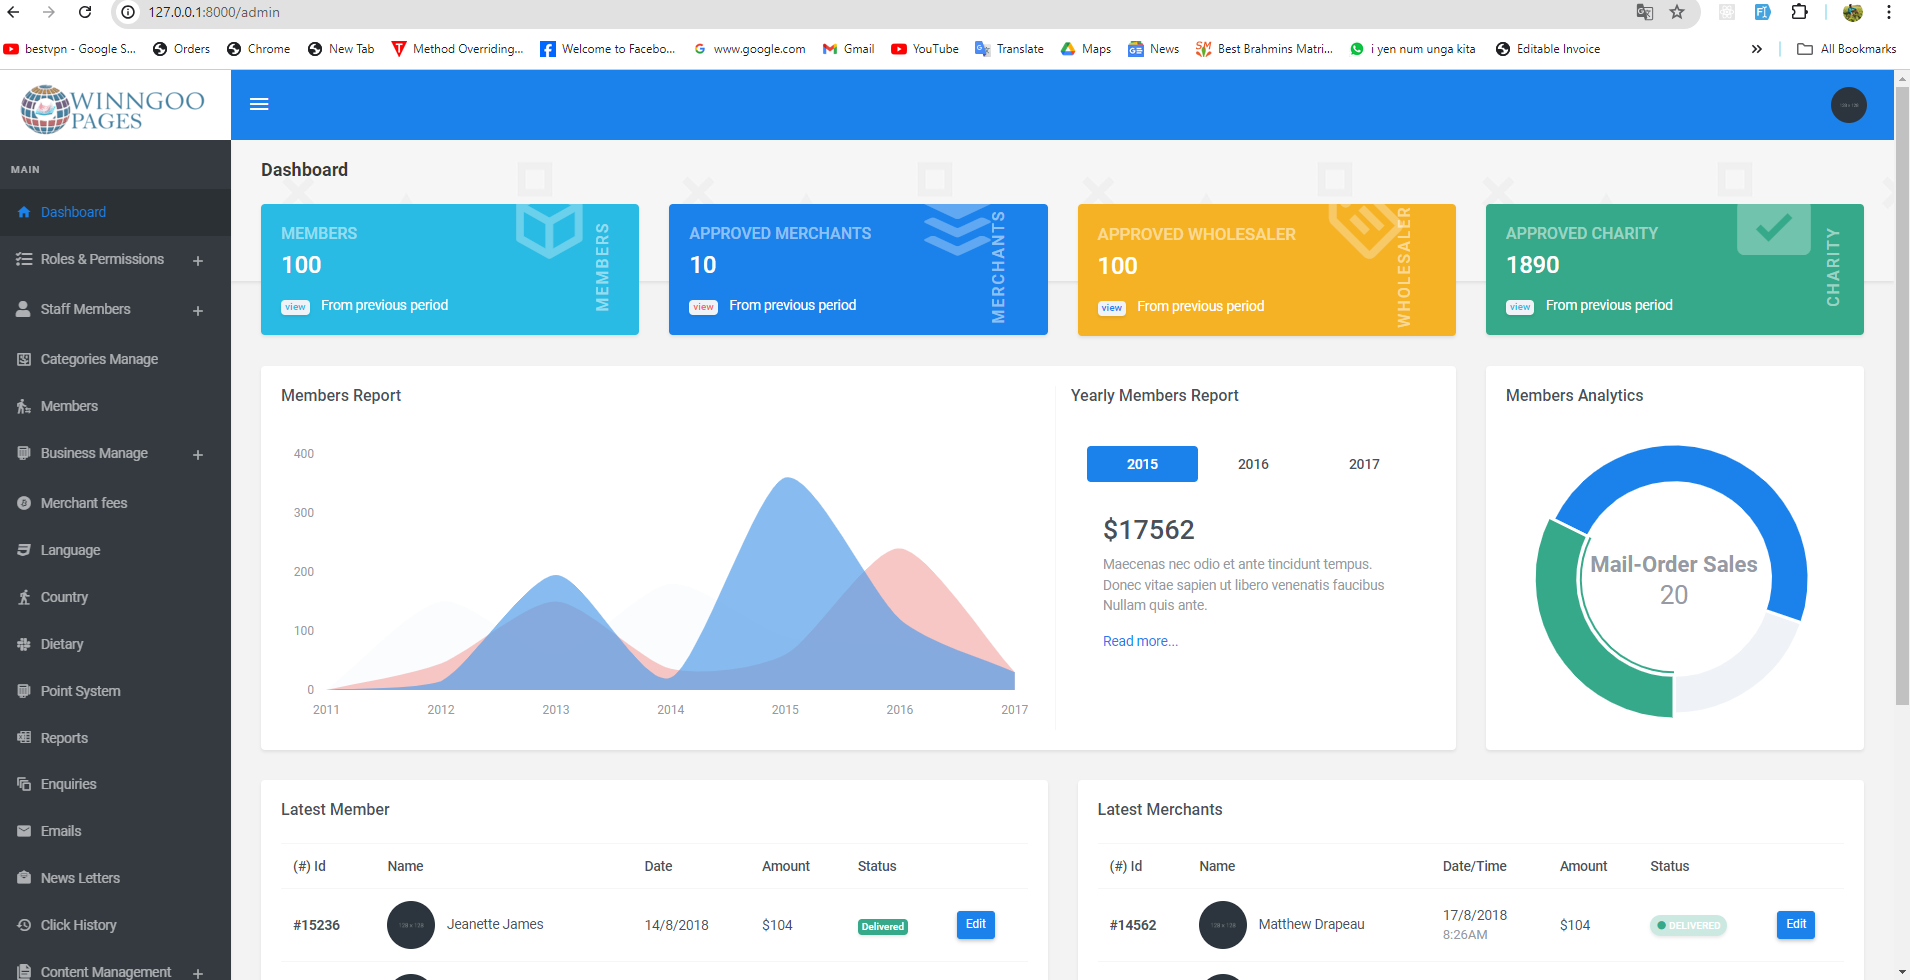 127.0.0.1:8000/admin
bestvpn - Google S...
Orders
Chrome
New Tab
Method Overriding...
Welcome to Facebo...
www.google.com
Gmail
YouTube
Translate
Maps
News
Best Brahmins Matri...
i yen num unga kita
Editable Invoice
All Bookmarks
WINNGOO
PAGES
MAIN
Dashboard
Roles & Permissions
Staff Members
Categories Manage
Members
Business Manage
Merchant fees
Language
Country
Dietary
Point System
Reports
Enquiries
Emails
News Letters
Click History
Content Management
Dashboard
MEMBERS
100
view From previous period
MEMBERS
APPROVED MERCHANTS
10
view From previous period
MERCHANTS
APPROVED WHOLESALER
100
view From previous period
WHOLESALER
APPROVED CHARITY
1890
view From previous period
CHARITY
Members Report
400
300
200
100
0
2011 2012 2013 2014 2015 2016 2017
Yearly Members Report
2015 2016 2017
$17562
Maecenas nec odio et ante tincidunt tempus.
Donec vitae sapien ut libero venenatis faucibus
Nullam quis ante.
Read more...
Members Analytics
Mail-Order Sales
20
Latest Member
(#) Id Name Date Amount Status
#15236 Jeanette James 14/8/2018 $104 Delivered Edit
Latest Merchants
(#) Id Name Date/Time Amount Status
#14562 Matthew Drapeau 17/8/2018 $104 DELIVERED Edit
8:26AM